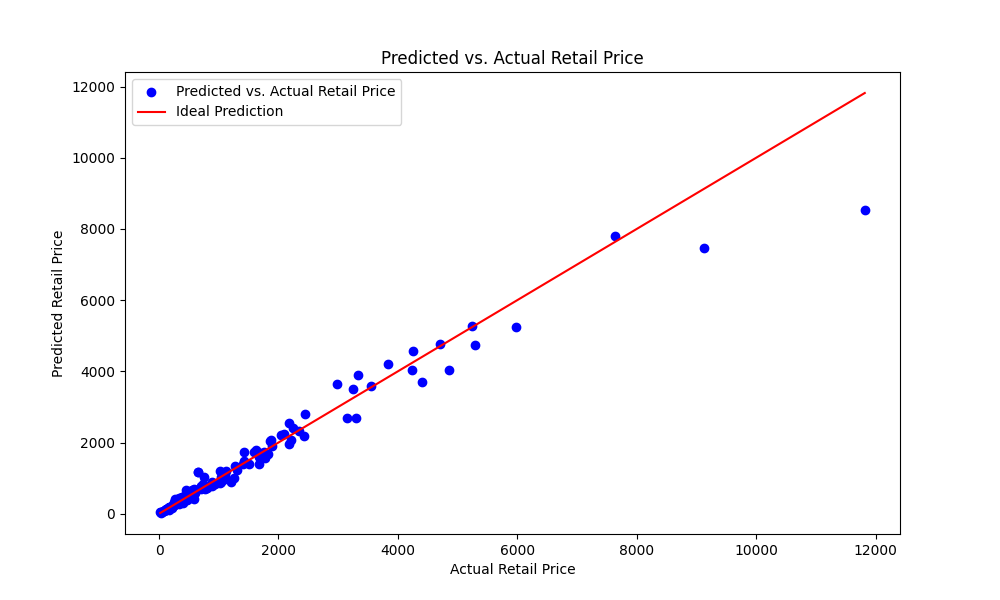 Predicted vs. Actual Retail Price
Predicted vs. Actual Retail Price
Ideal Prediction
12000
10000
8000
6000
4000
2000
0
Predicted Retail Price
0 2000 4000 6000 8000 10000 12000
Actual Retail Price